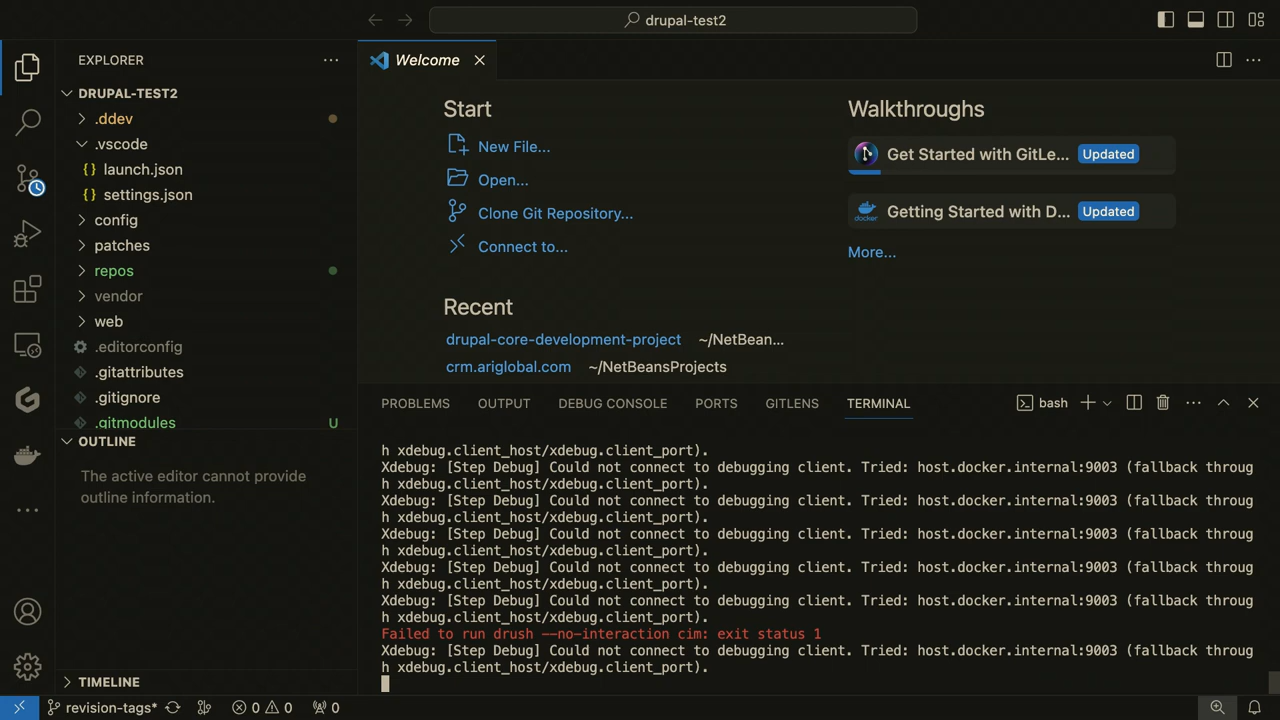 drupal-test2
EXPLORER
DRUPAL-TEST2
.ddev
.vscode
{} launch.json
{} settings.json
config
patches
repos
vendor
web
.editorconfig
.gitattributes
.gitignore
.gitmodules U
OUTLINE
The active editor cannot provide
outline information.
TIMELINE
Welcome
Start
New File...
Open...
Clone Git Repository...
Connect to...
Recent
drupal-core-development-project ~/NetBean...
crm.ariglobal.com ~/NetBeansProjects
Walkthroughs
Get Started with GitLe... Updated
Getting Started with D... Updated
More...
PROBLEMS OUTPUT DEBUG CONSOLE PORTS GITLENS TERMINAL bash
h xdebug.client_host/xdebug.client_port).
Xdebug: [Step Debug] Could not connect to debugging client. Tried: host.docker.internal:9003 (fallback throug
h xdebug.client_host/xdebug.client_port).
Xdebug: [Step Debug] Could not connect to debugging client. Tried: host.docker.internal:9003 (fallback throug
h xdebug.client_host/xdebug.client_port).
Xdebug: [Step Debug] Could not connect to debugging client. Tried: host.docker.internal:9003 (fallback throug
h xdebug.client_host/xdebug.client_port).
Xdebug: [Step Debug] Could not connect to debugging client. Tried: host.docker.internal:9003 (fallback throug
h xdebug.client_host/xdebug.client_port).
Xdebug: [Step Debug] Could not connect to debugging client. Tried: host.docker.internal:9003 (fallback throug
h xdebug.client_host/xdebug.client_port).
Failed to run drush --no-interaction cim: exit status 1
Xdebug: [Step Debug] Could not connect to debugging client. Tried: host.docker.internal:9003 (fallback throug
h xdebug.client_host/xdebug.client_port).
revision-tags* 0 0 0